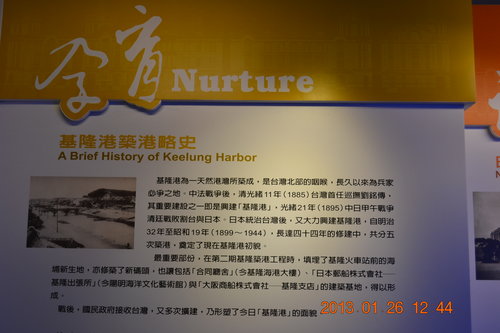 孕育 Nurture
基隆港築港略史
A Brief History of Keelung Harbor
基隆港為一天然港灣所築成，是台灣北部的咽喉，長久以來為兵家
必爭之地。中法戰爭後，清光緒11年(1885)台灣首任巡撫劉銘傳，
其重要建設之一即是興建「基隆港」，光緒21年(1895)中日甲午戰爭
清廷戰敗割台與日本。日本統治台灣後，又大力興建基隆港，自明治
32年至昭和19年(1899~1944)，長達四十四年的修建中，共分五
次築港，奠定了現在基隆港初貌。
最重要部份，在第二期基隆築港工程時，填埋了基隆火車站前的海
埔新生地，亦修築了新碼頭，也讓包括「合同廳舍」(今基隆海港大樓)、「日本郵船株式會社──
基隆出張所」(今陽明海洋文化藝術館)與「大阪商船株式會社──基隆支店」的建築基地，得以形
成。
戰後，國民政府接收台灣，又多次擴建，乃形塑了今日「基隆港」的面貌
2013.01.26 12:44